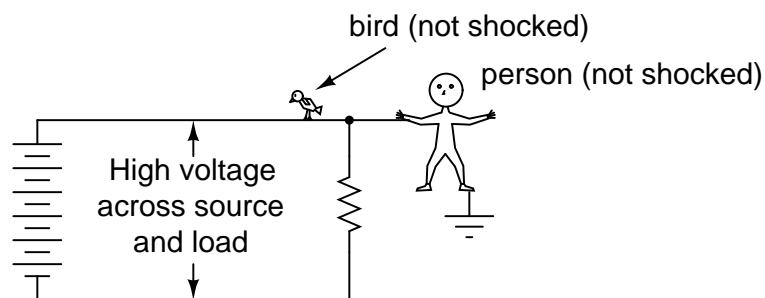 bird (not shocked)
person (not shocked)
High voltage
across source
and load